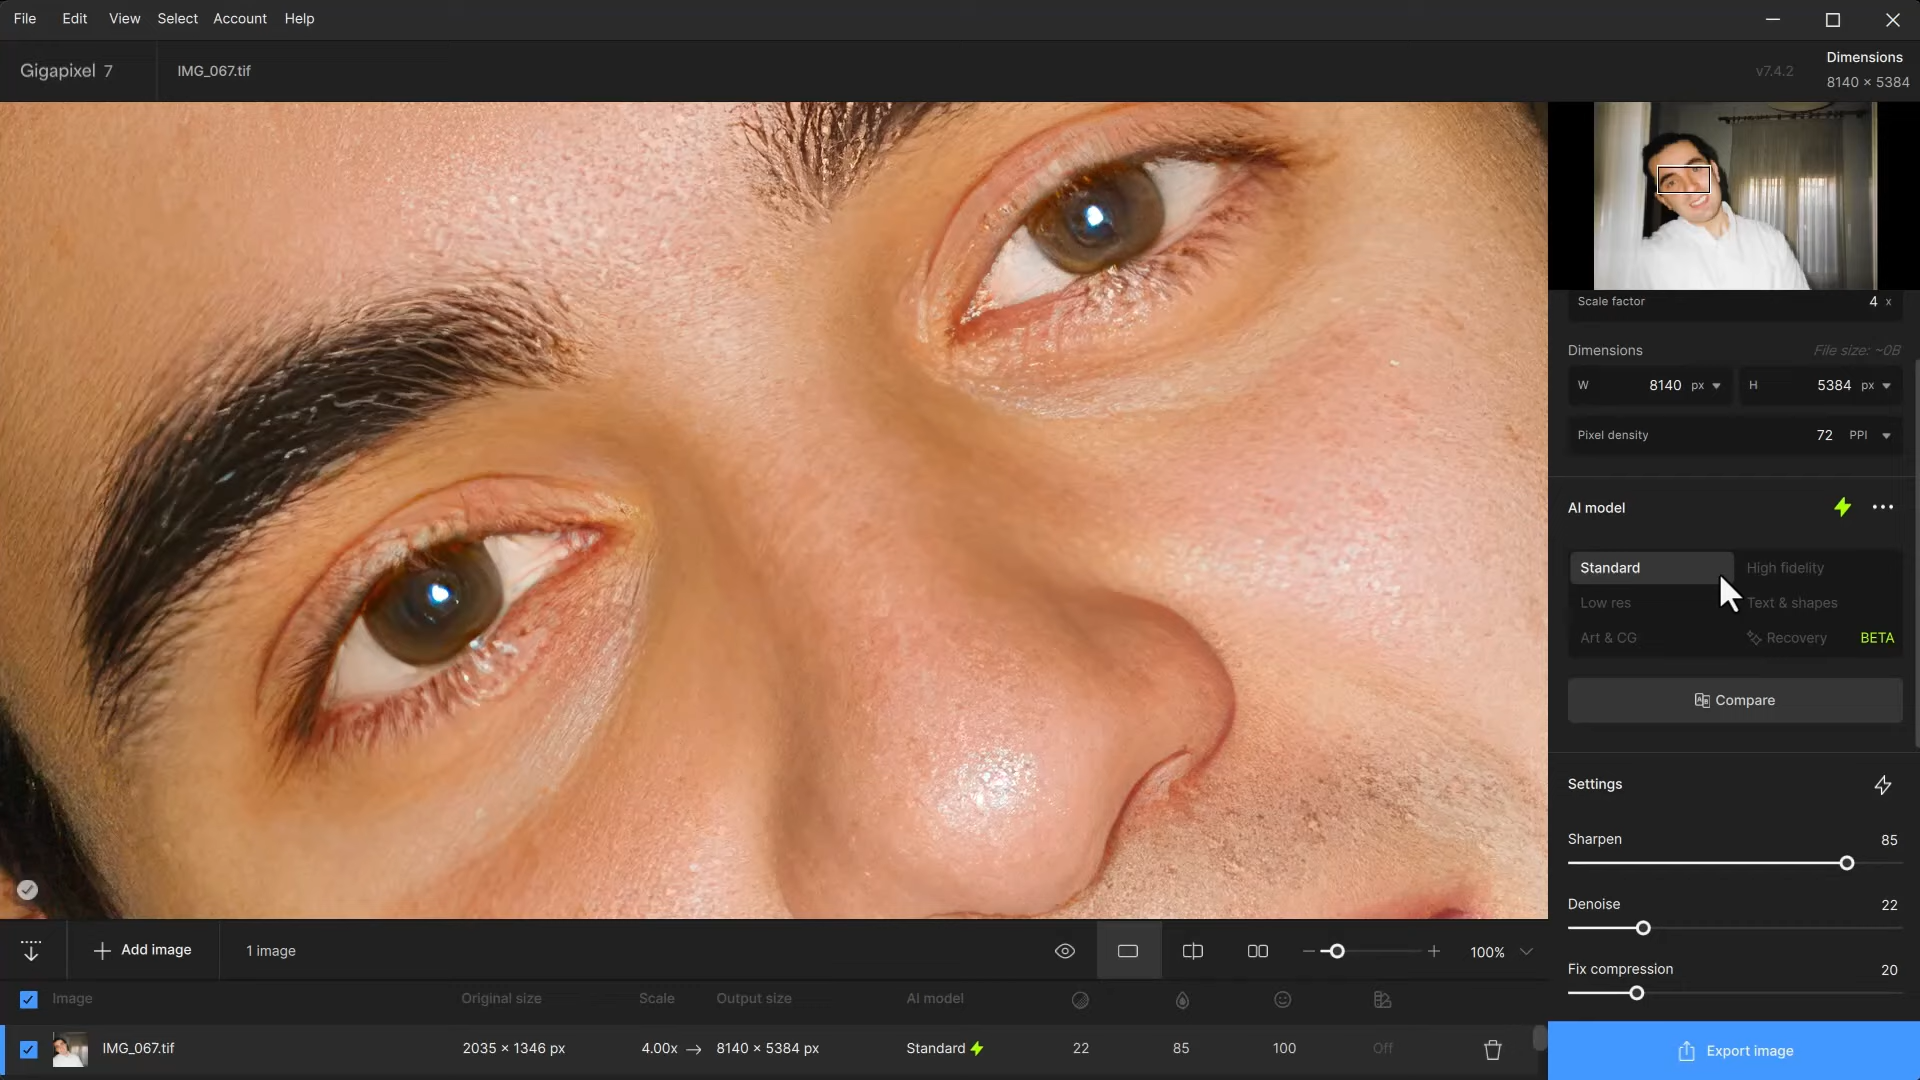 File Edit View Select Account Help
Gigapixel 7 IMG_067.tif v7.4.2 Dimensions
8140 × 5384
Scale factor 4 x
Dimensions File size: ~0B
W 8140 px H 5384 px
Pixel density 72 PPI
AI model
Standard High fidelity
Low res Text & shapes
Art & CG Recovery BETA
Compare
Settings
Sharpen 85
Denoise 22
Fix compression 20
Add image 1 image 100%
Image Original size Scale Output size AI model
IMG_067.tif 2035 × 1346 px 4.00x → 8140 × 5384 px Standard 22 85 100 Off
Export image